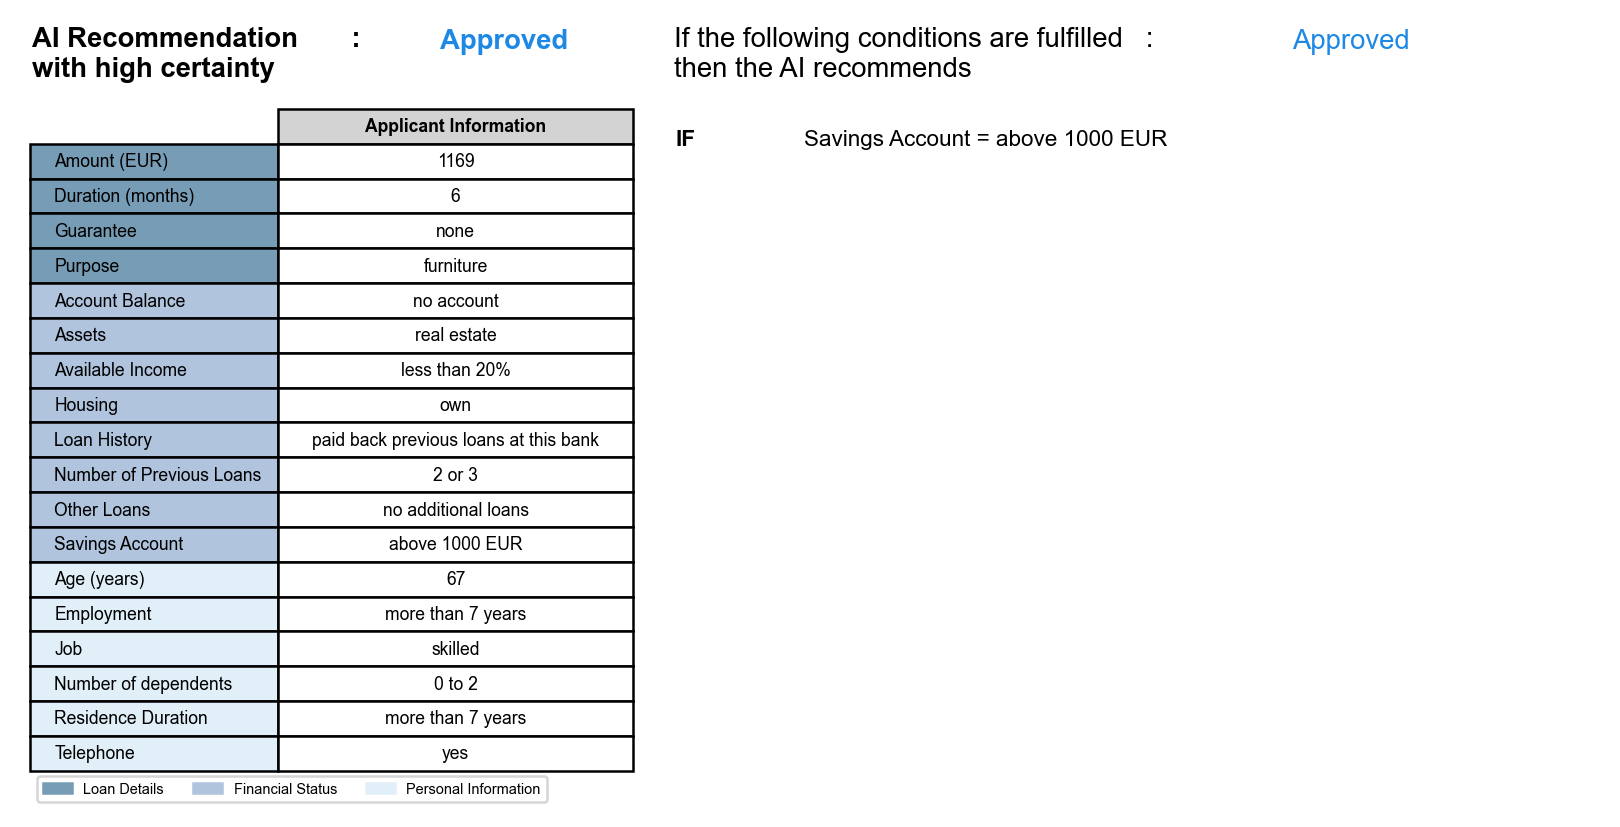 AI Recommendation : Approved
with high certainty
If the following conditions are fulfilled : Approved
then the AI recommends
Applicant Information
Amount (EUR) 1169
Duration (months) 6
Guarantee none
Purpose furniture
Account Balance no account
Assets real estate
Available Income less than 20%
Housing own
Loan History paid back previous loans at this bank
Number of Previous Loans 2 or 3
Other Loans no additional loans
Savings Account above 1000 EUR
Age (years) 67
Employment more than 7 years
Job skilled
Number of dependents 0 to 2
Residence Duration more than 7 years
Telephone yes
Loan Details Financial Status Personal Information
IF Savings Account = above 1000 EUR